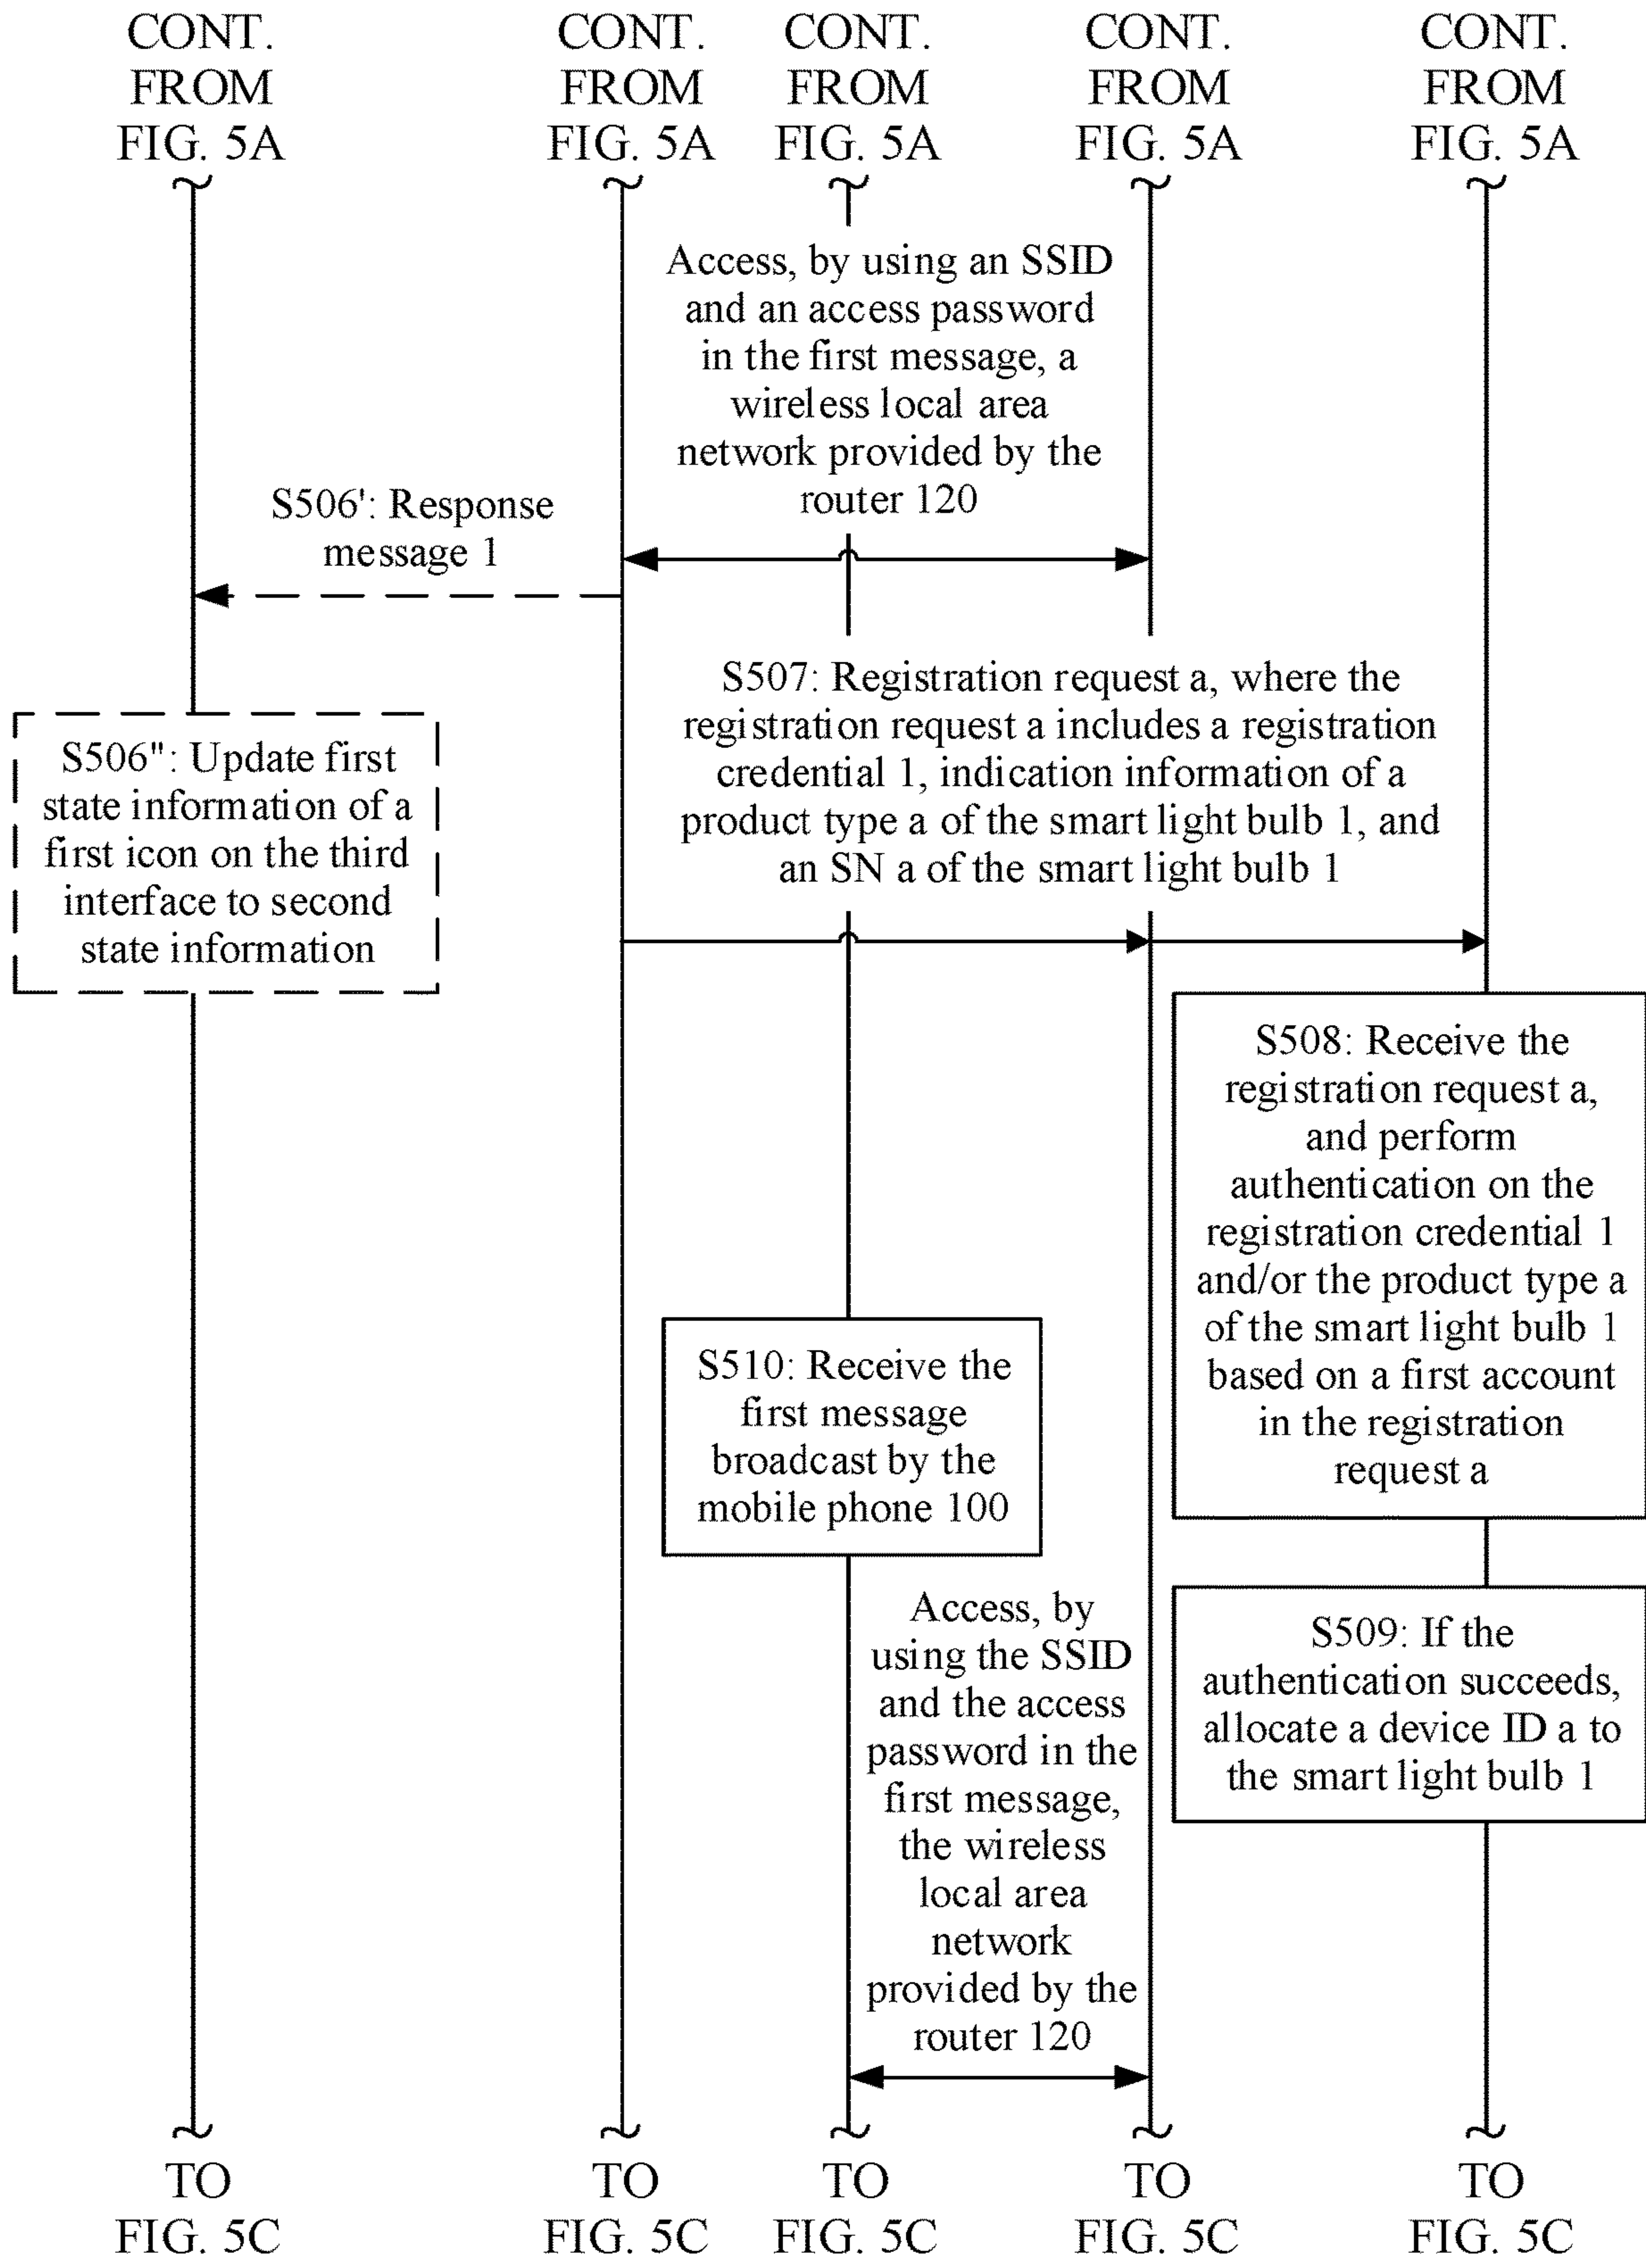 CONT.
FROM
FIG. 5A
CONT.
FROM
FIG. 5A
CONT.
FROM
FIG. 5A
CONT.
FROM
FIG. 5A
CONT.
FROM
FIG. 5A
Access, by using an SSID
and an access password
in the first message, a
wireless local area
network provided by the
router 120
S506': Response
message 1
S507: Registration request a, where the
registration request a includes a registration
credential 1, indication information of a
product type a of the smart light bulb 1, and
an SN a of the smart light bulb 1
S506": Update first
state information of a
first icon on the third
interface to second
state information
S508: Receive the
registration request a,
and perform
authentication on the
registration credential 1
and/or the product type a
of the smart light bulb 1
based on a first account
in the registration
request a
S510: Receive the
first message
broadcast by the
mobile phone 100
S509: If the
authentication succeeds,
allocate a device ID a to
the smart light bulb 1
Access, by
using the SSID
and the access
password in the
first message,
the wireless
local area
network
provided by the
router 120
TO
FIG. 5C
TO
FIG. 5C
TO
FIG. 5C
TO
FIG. 5C
TO
FIG. 5C